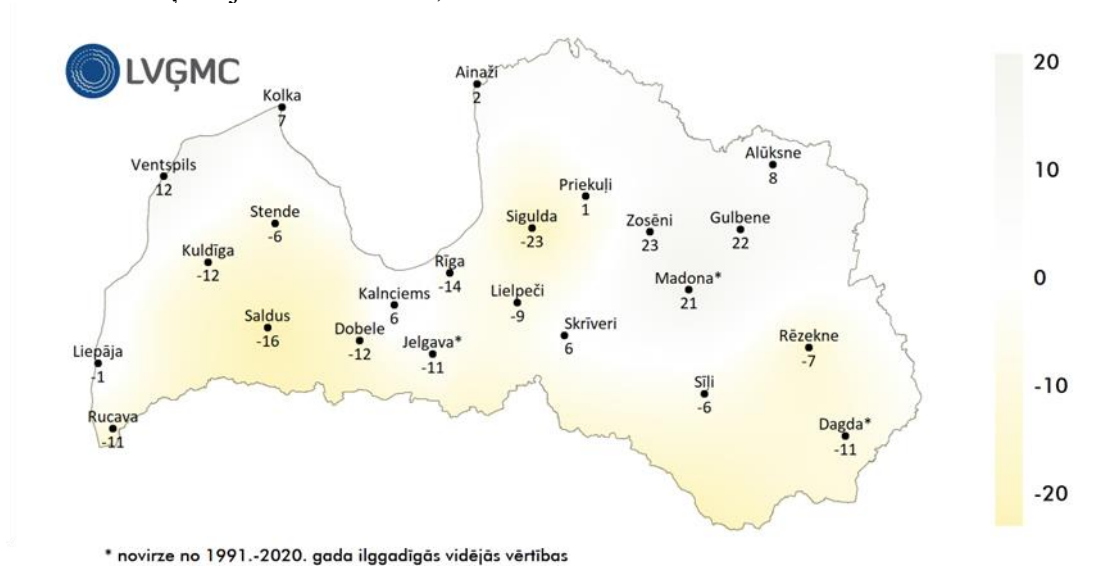 LVĢMC
Ainaži
2
20
Kolka
7
Alūksne
8
Ventspils
12
10
Priekuļi
1
Stende
-6
Sigulda
-23
Zosēni
23
Gulbene
22
Kuldīga
-12
Rīga
-14
Madona*
21
0
Kalnciems
6
Lielpeči
-9
Saldus
-16
Dobele
-12
Skrīveri
6
Jelgava*
-11
Rēzekne
-7
Liepāja
-1
Sīļi
-6
-10
Rucava
-11
Dagda*
-11
-20
* novirze no 1991.-2020. gada ilggadīgās vidējās vērtības